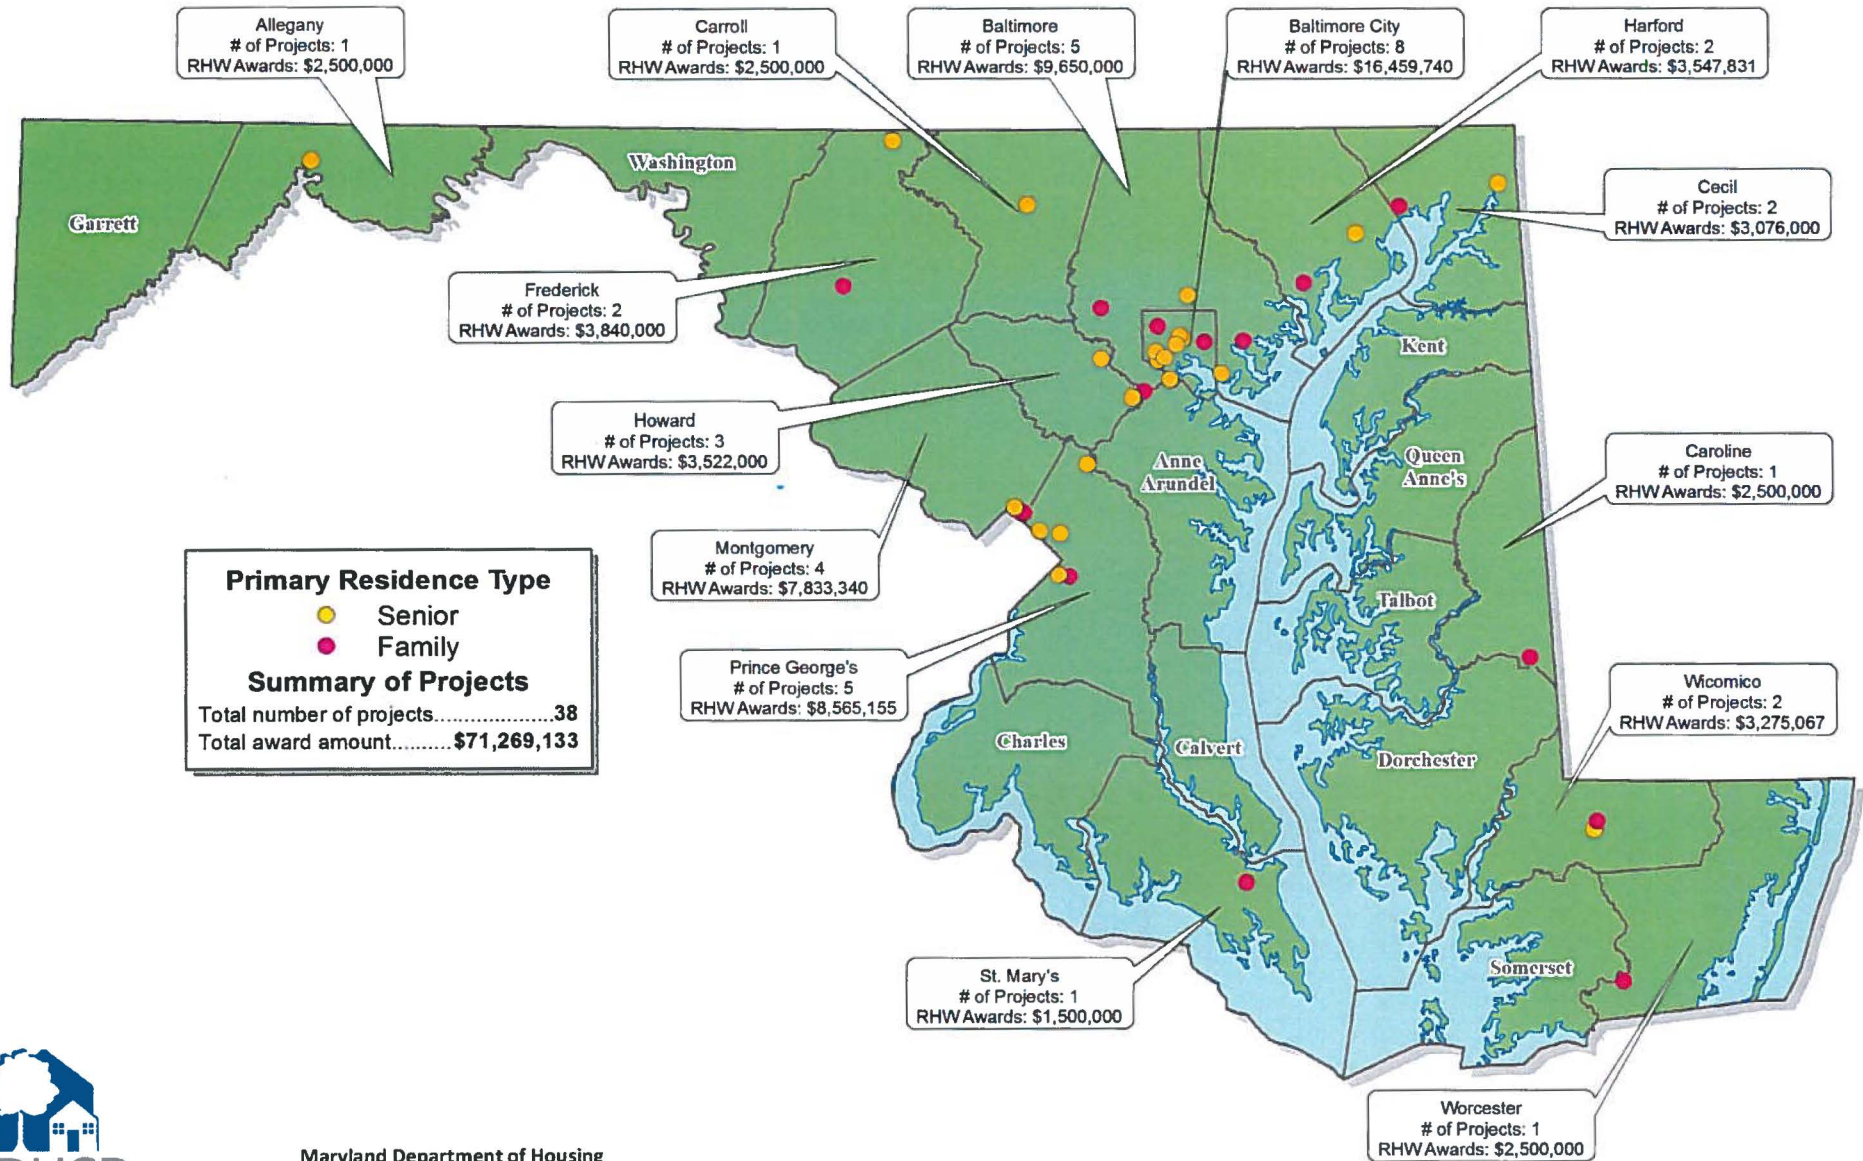 Allegany
# of Projects: 1
RHW Awards: $2,500,000
Carroll
# of Projects: 1
RHW Awards: $2,500,000
Baltimore
# of Projects: 5
RHW Awards: $9,650,000
Baltimore City
# of Projects: 8
RHW Awards: $16,459,740
Harford
# of Projects: 2
RHW Awards: $3,547,831
Washington
Garrett
Cecil
# of Projects: 2
RHW Awards: $3,076,000
Frederick
# of Projects: 2
RHW Awards: $3,840,000
Kent
Howard
# of Projects: 3
RHW Awards: $3,522,000
Anne
Arundel
Queen
Anne's
Caroline
# of Projects: 1
RHW Awards: $2,500,000
Montgomery
# of Projects: 4
RHW Awards: $7,833,340
Primary Residence Type
Senior
Family
Summary of Projects
Total number of projects...................38
Total award amount..........$71,269,133
Talbot
Prince George's
# of Projects: 5
RHW Awards: $8,565,155
Wicomico
# of Projects: 2
RHW Awards: $3,275,067
Charles
Calvert
Dorchester
St. Mary's
# of Projects: 1
RHW Awards: $1,500,000
Somerset
Worcester
# of Projects: 1
RHW Awards: $2,500,000
Maryland Department of Housing